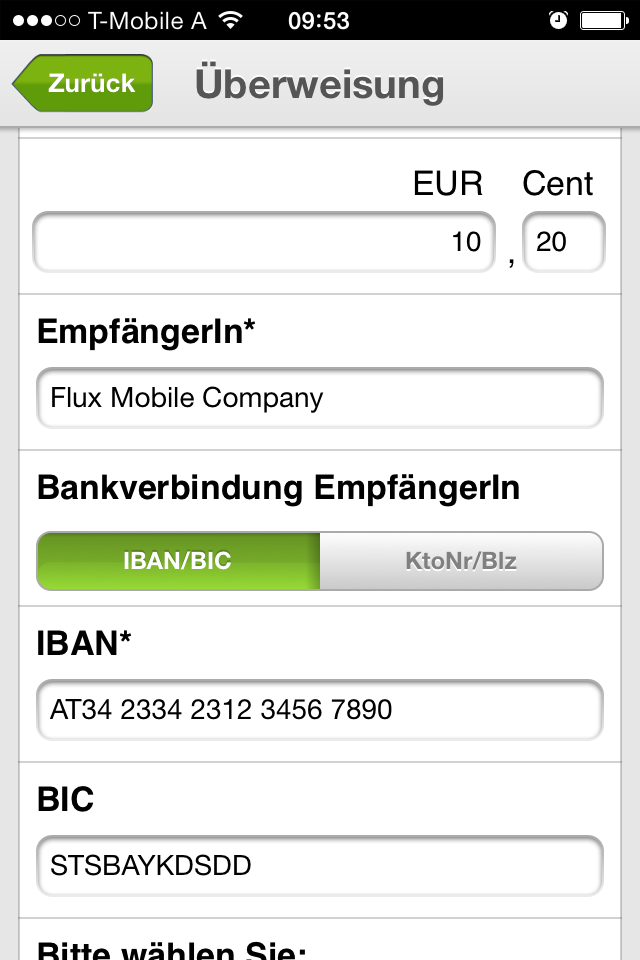 T-Mobile A 09:53
Zurück Überweisung
EUR Cent
10 , 20
EmpfängerIn*
Flux Mobile Company
Bankverbindung EmpfängerIn
IBAN/BIC KtoNr/Blz
IBAN*
AT34 2334 2312 3456 7890
BIC
STSBAYKDSDD
Bitte wählen Sie: